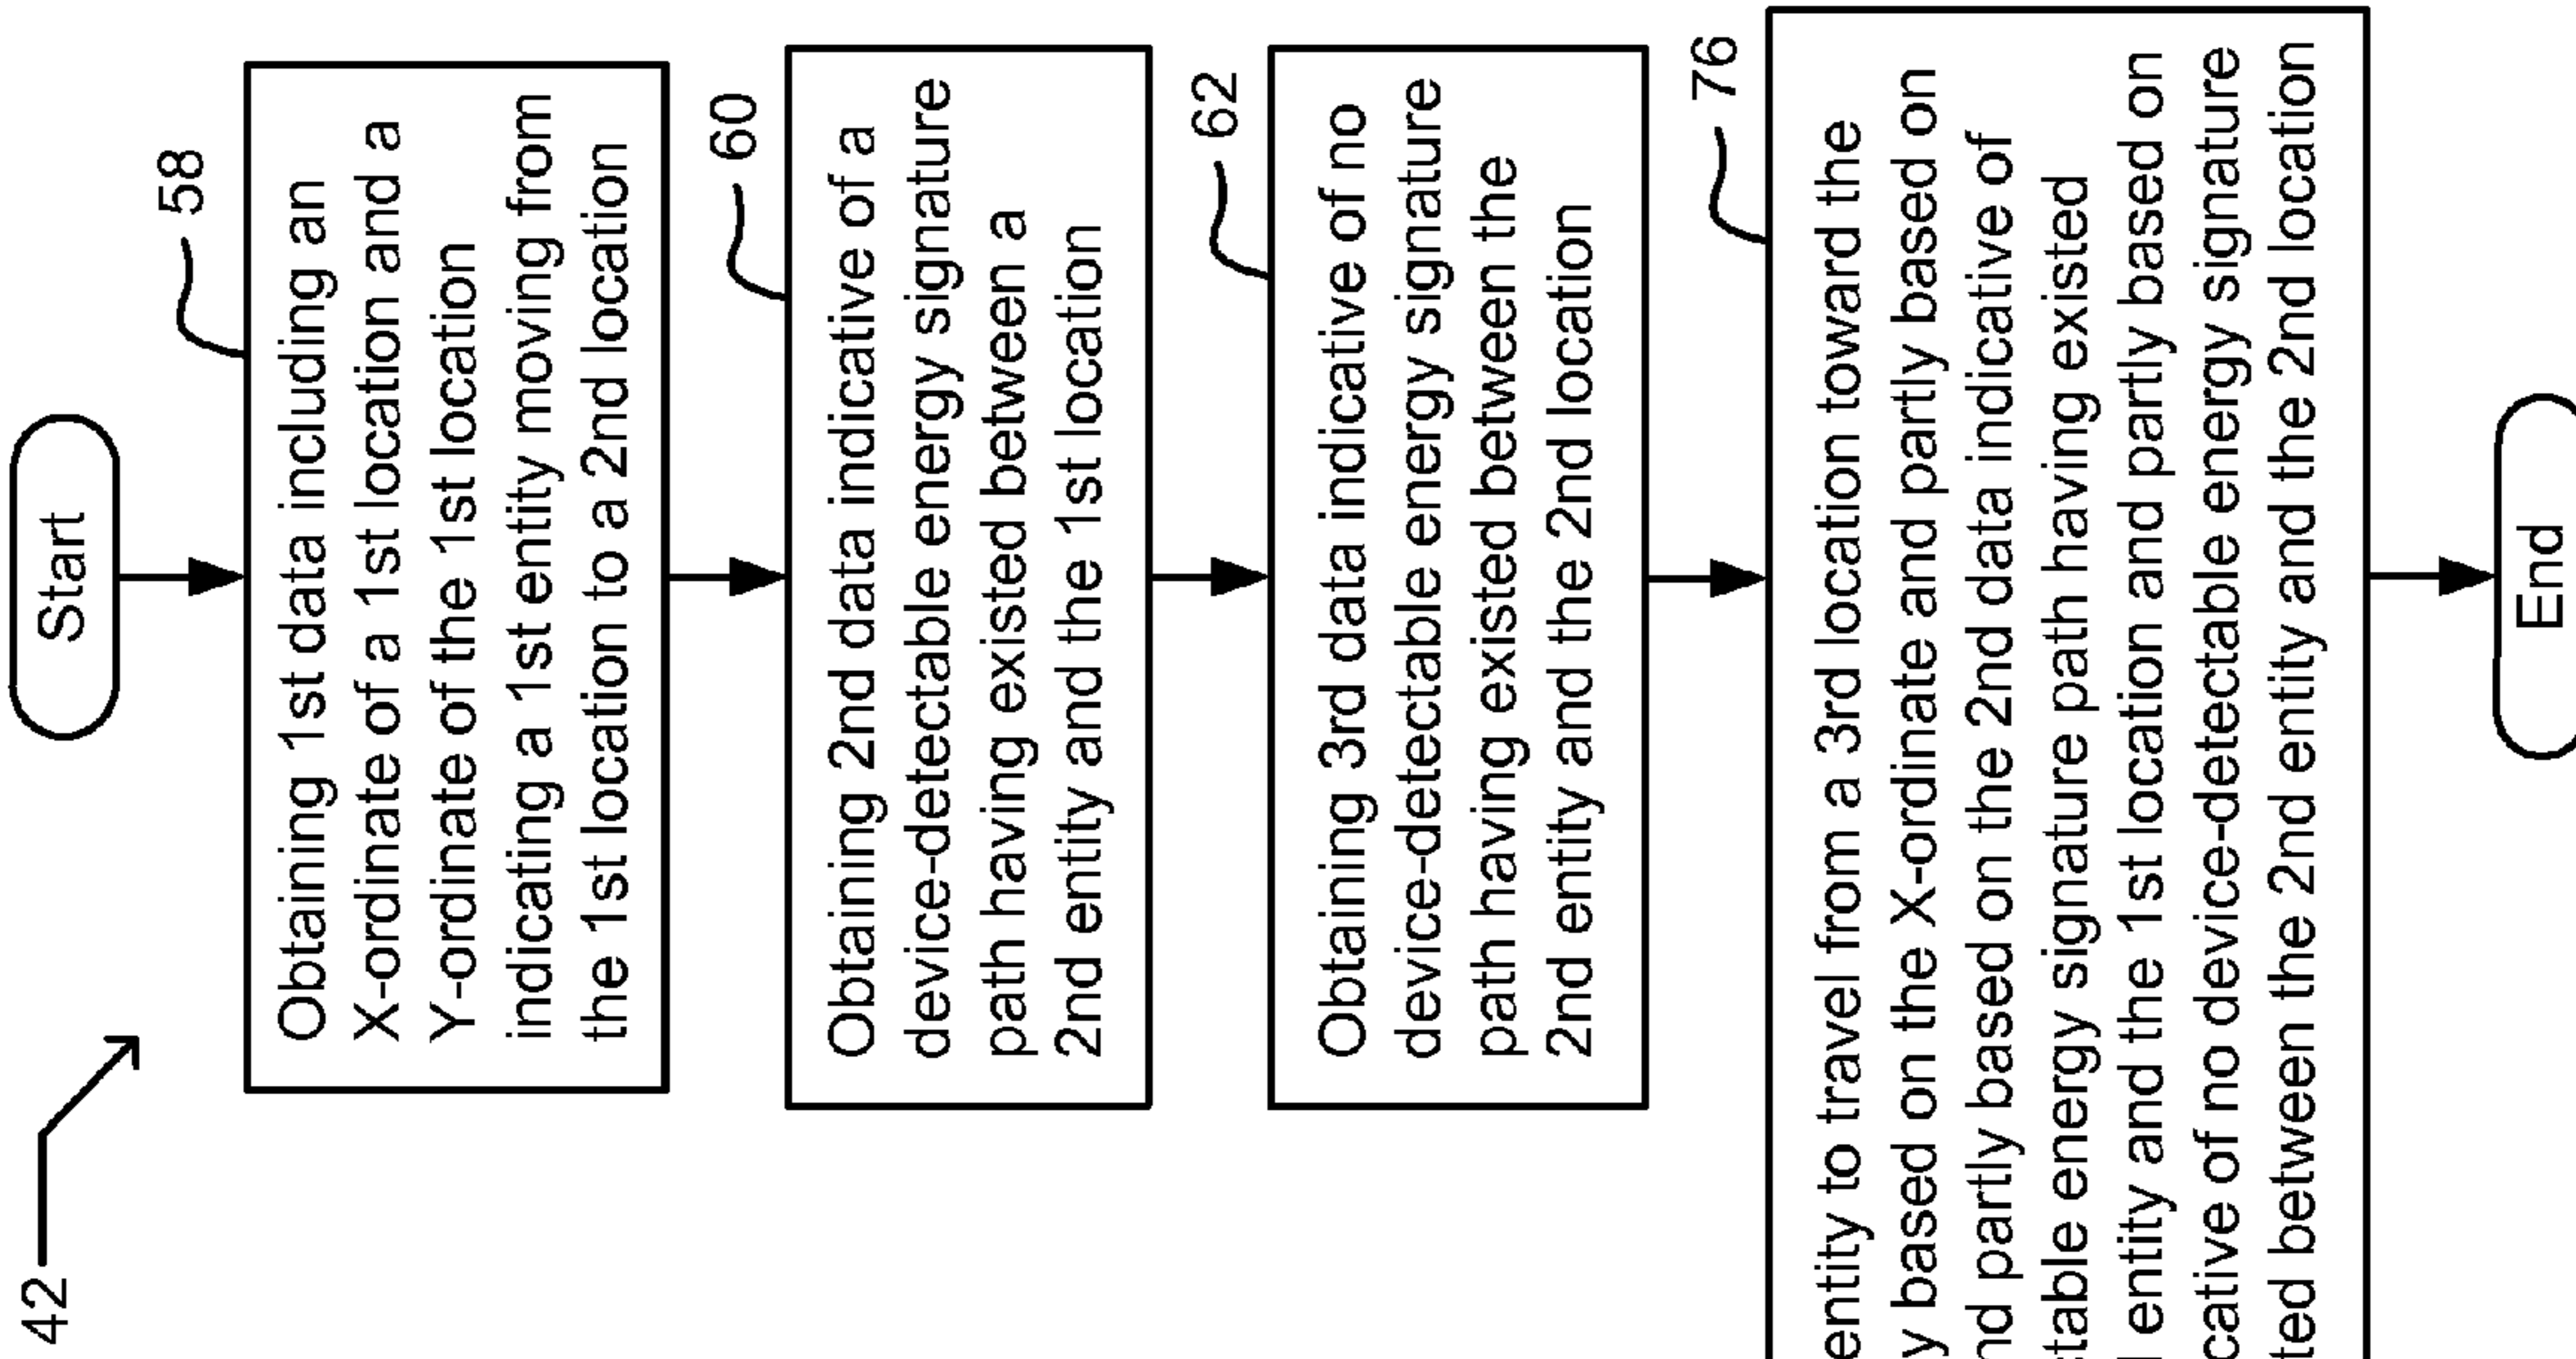 42
Start
58
Obtaining 1st data including an
X-ordinate of a 1st location and a
Y-ordinate of the 1st location
indicating a 1st entity moving from
the 1st location to a 2nd location
60
Obtaining 2nd data indicative of a
device-detectable energy signature
path having existed between a
2nd entity and the 1st location
62
Obtaining 3rd data indicative of no
device-detectable energy signature
path having existed between the
2nd entity and the 2nd location
76
entity to travel from a 3rd location toward the
based on the X-ordinate and partly based on
partly based on the 2nd data indicative of
energy signature path having existed
entity and the 1st location and partly based on
of no device-detectable energy signature
between the 2nd entity and the 2nd location
End